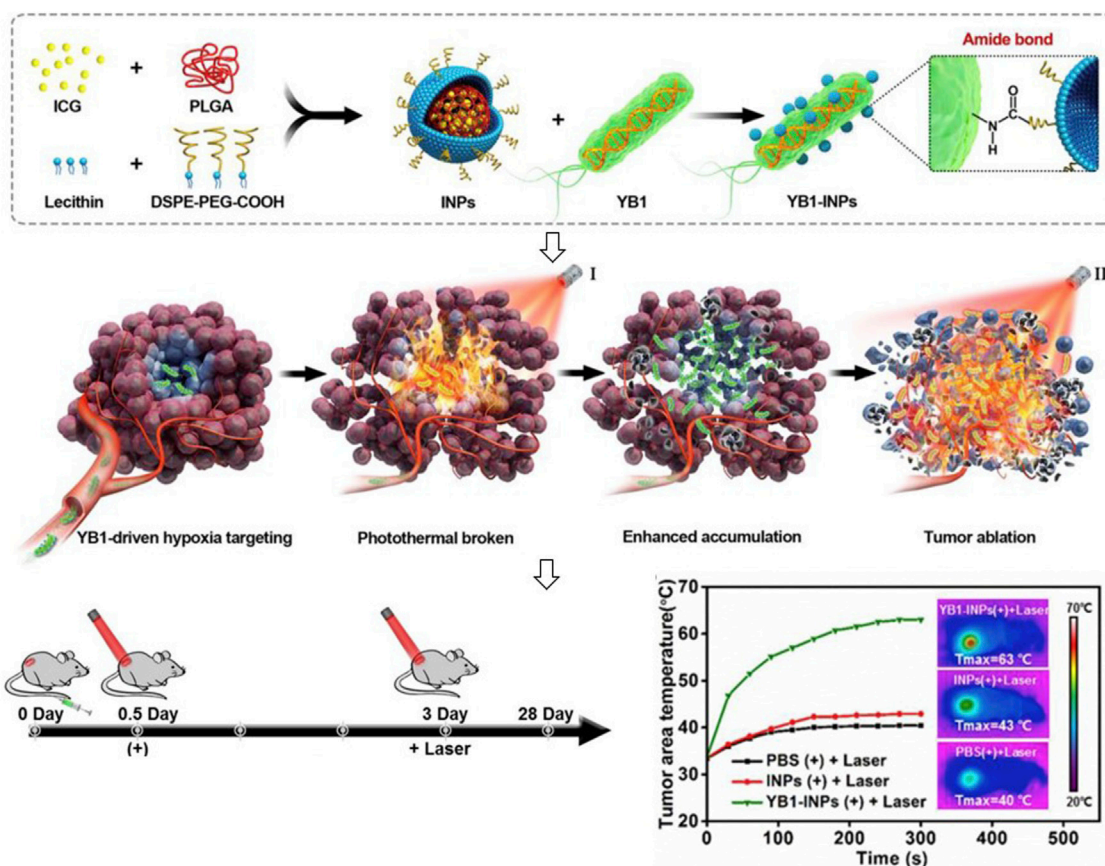 Amide bond
ICG
+
PLGA
Lecithin
+
DSPE-PEG-COOH
INPs
+
YB1
YB1-INPs
O
C
N
H
I
II
YB1-driven hypoxia targeting
Photothermal broken
Enhanced accumulation
Tumor ablation
0 Day
0.5 Day
3 Day
28 Day
(+)
+ Laser
Tumor area temperature(°C)
70
60
50
40
30
20
PBS (+) + Laser
INPs (+) + Laser
YB1-INPs (+) + Laser
YB1-INPs(+)+Laser
Tmax=63 °C
INPs(+)+Laser
Tmax=43 °C
PBS(+)+Laser
Tmax=40 °C
70°C
20°C
0
100
200
300
400
500
Time (s)